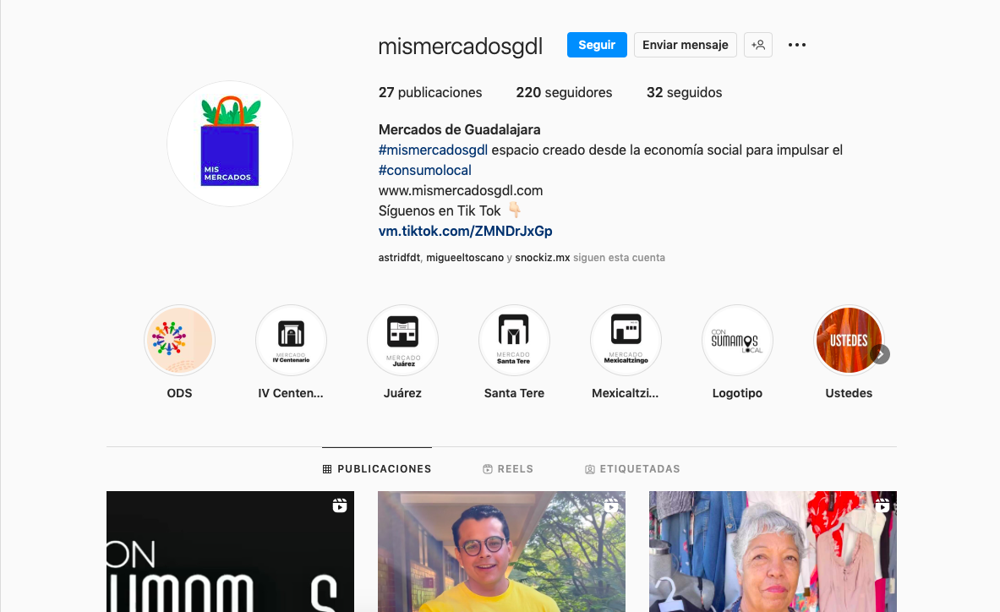 mismercadosgdl
Seguir
Enviar mensaje
27 publicaciones
220 seguidores
32 seguidos
MIS
MERCADOS
Mercados de Guadalajara
#mismercadosgdl espacio creado desde la economía social para impulsar el
#consumolocal
www.mismercadosgdl.com
Síguenos en Tik Tok 👇🏻
vm.tiktok.com/ZMNDrJxGp
astridfdt, migueeltoscano y snockiz.mx siguen esta cuenta
MERCADO
IV Centenario
MERCADO
Juárez
MERCADO
Santa Tere
MERCADO
Mexicaltzingo
CON
SUMAMOS
LOCAL
USTEDES
ODS
IV Centen...
Juárez
Santa Tere
Mexicaltzi...
Logotipo
Ustedes
PUBLICACIONES
REELS
ETIQUETADAS
CON
SUMAM S